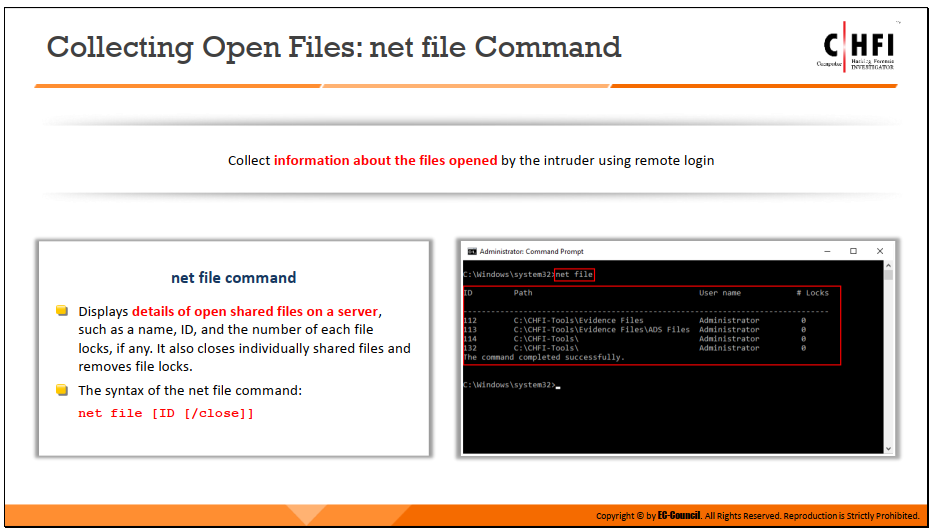 Collecting Open Files: net file Command
CHFI
Computer Hacking Forensic
INVESTIGATOR
Collect information about the files opened by the intruder using remote login
net file command
Displays details of open shared files on a server,
such as a name, ID, and the number of each file
locks, if any. It also closes individually shared files and
removes file locks.
The syntax of the net file command:
net file [ID [/close]]
Administrator: Command Prompt
C:\Windows\system32>net file
ID Path User name # Locks
-------------------------------------------------------------------------------
112 C:\CHFI-Tools\Evidence Files Administrator 0
113 C:\CHFI-Tools\Evidence Files\ADS Files Administrator 0
114 C:\CHFI-Tools\ Administrator 0
132 C:\CHFI-Tools\ Administrator 0
The command completed successfully.
C:\Windows\system32>
Copyright © by EC-Council. All Rights Reserved. Reproduction is Strictly Prohibited.